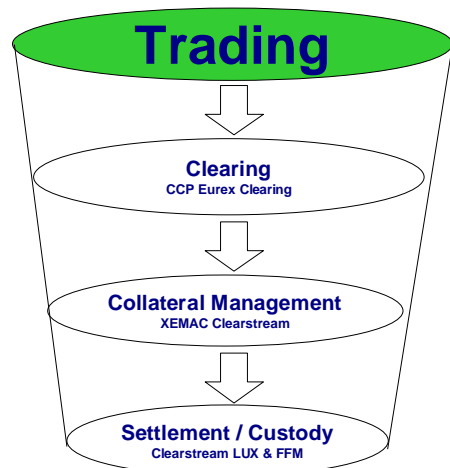 Trading
Clearing
CCP Eurex Clearing
Collateral Management
XEMAC Clearstream
Settlement / Custody
Clearstream LUX & FFM